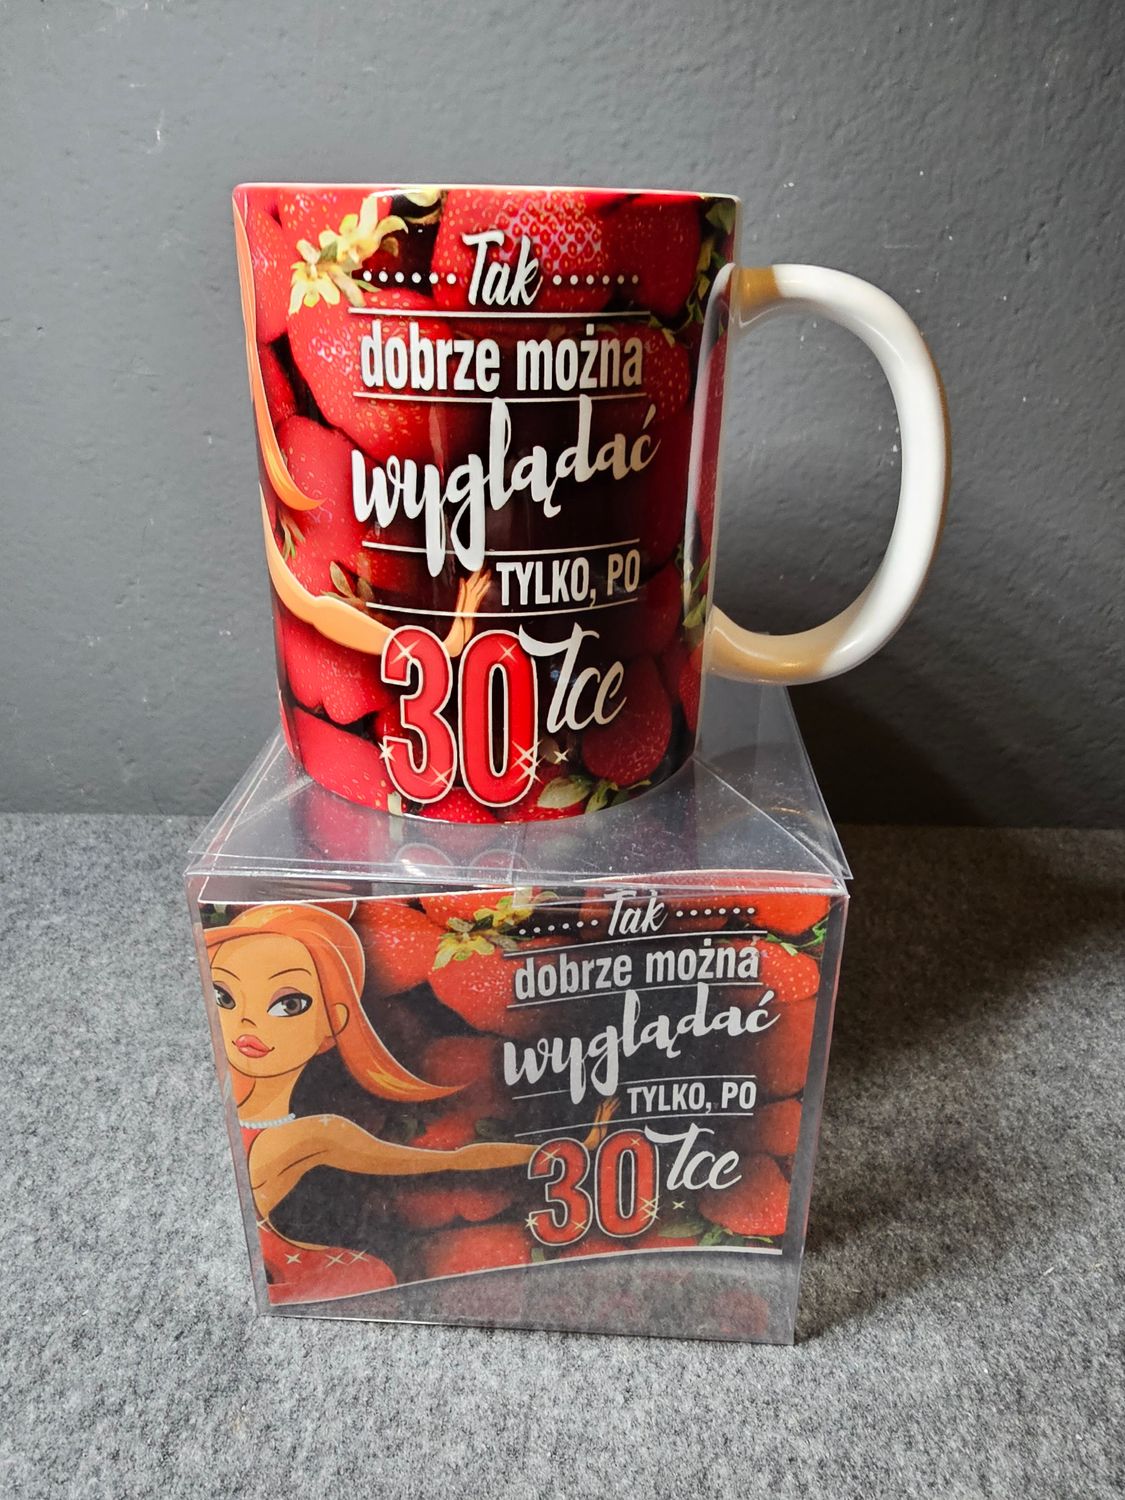 Tak
dobrze można
wyglądać
TYLKO, PO
30Tce
Tak
dobrze można
wyglądać
TYLKO, PO
30Tce